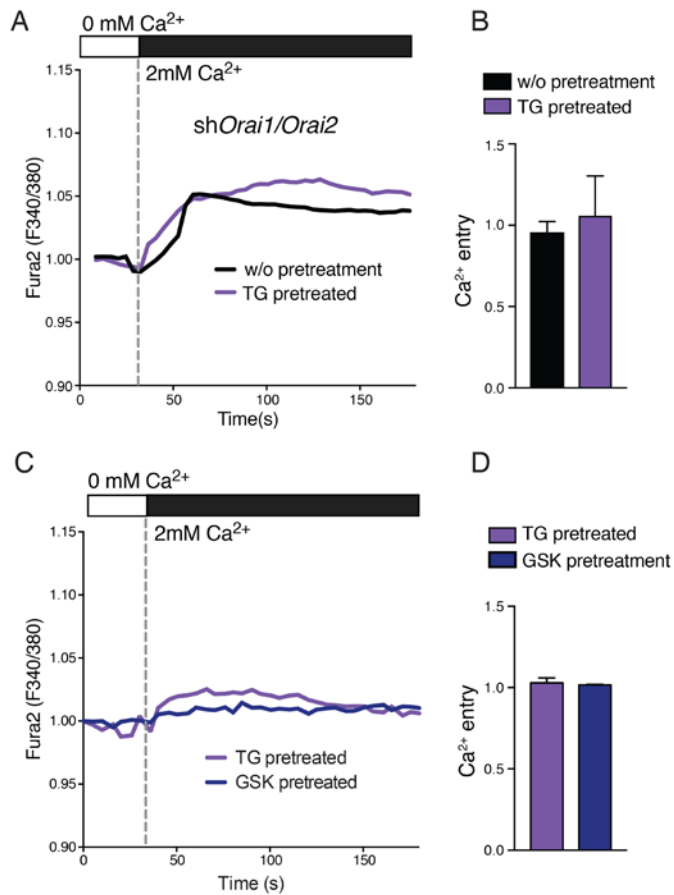 A
0 mM Ca²⁺
2mM Ca²⁺
shOrai1/Orai2
1.15
1.10
1.05
1.00
0.95
0.90
Fura2 (F340/380)
w/o pretreatment
TG pretreated
0
50
100
150
Time(s)
B
w/o pretreatment
TG pretreated
1.5
1.0
0.5
0.0
Ca²⁺ entry
C
0 mM Ca²⁺
2mM Ca²⁺
1.15
1.10
1.05
1.00
0.95
0.90
Fura2 (F340/380)
TG pretreated
GSK pretreated
0
50
100
150
Time (s)
D
TG pretreated
GSK pretreatment
1.5
1.0
0.5
0.0
Ca²⁺ entry